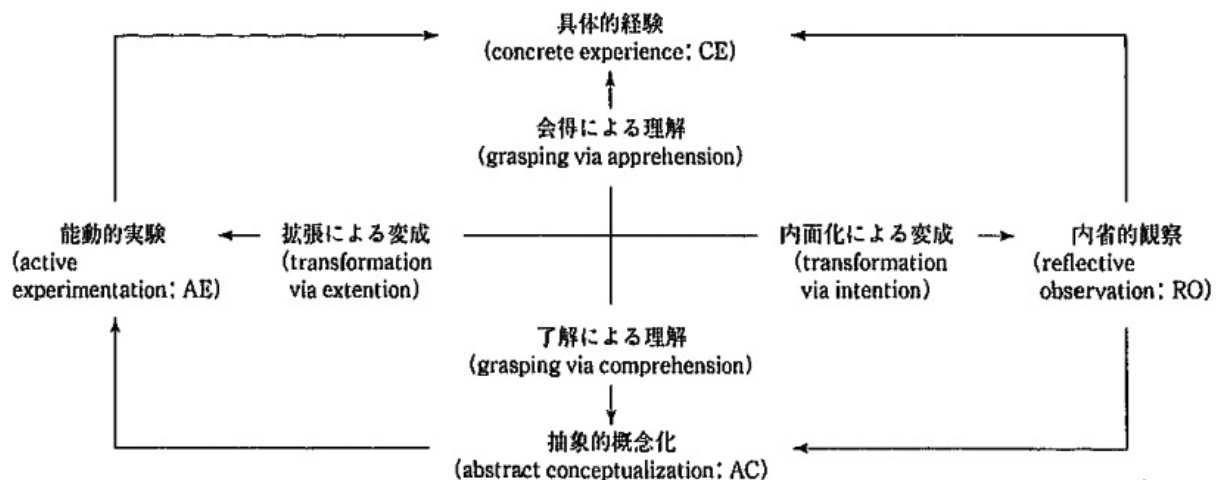 具体的経験
(concrete experience; CE)
会得による理解
(grasping via apprehension)
能動的実験
(active
experimentation; AE)
拡張による変成
(transformation
via extention)
内面化による変成
(transformation
via intention)
内省的観察
(reflective
observation; RO)
了解による理解
(grasping via comprehension)
抽象的概念化
(abstract conceptualization; AC)